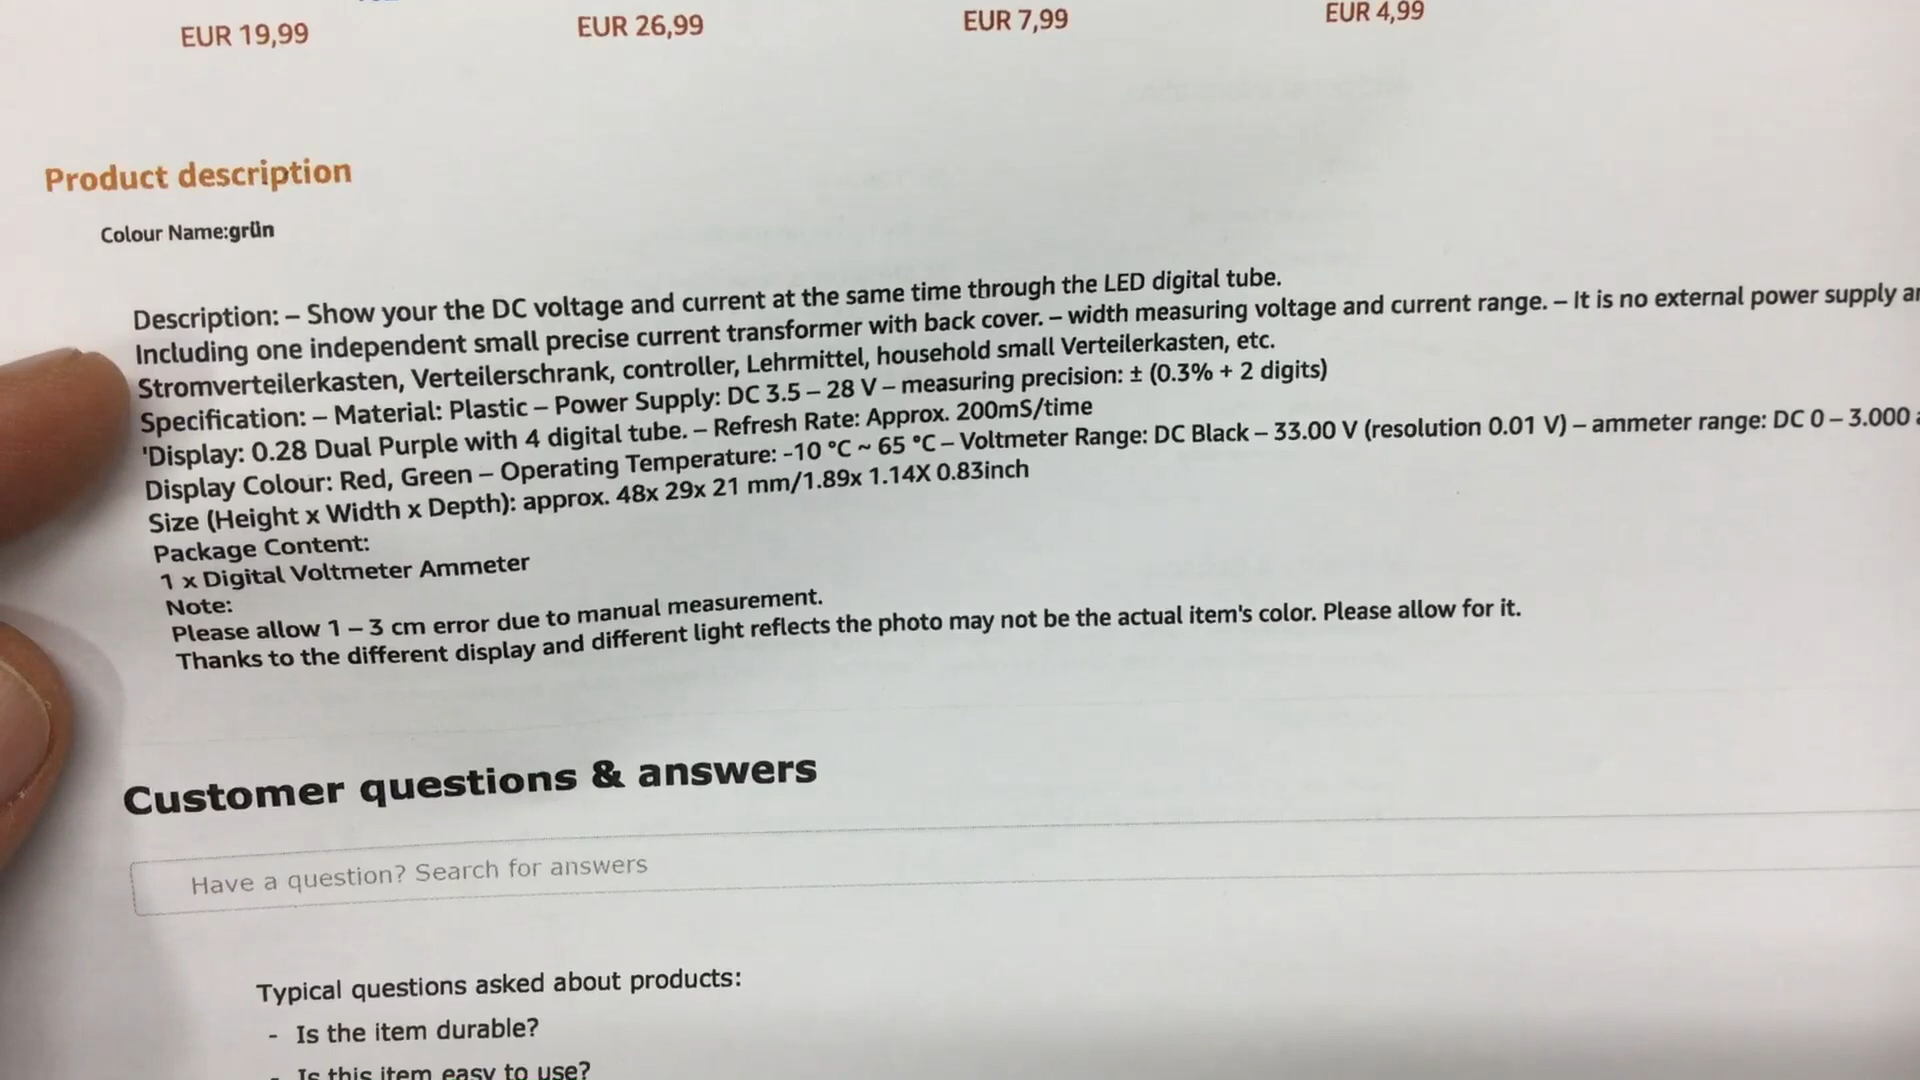 EUR 19,99 EUR 26,99 EUR 7,99 EUR 4,99
Product description
Colour Name:grün
Description: – Show your the DC voltage and current at the same time through the LED digital tube.
Including one independent small precise current transformer with back cover. – width measuring voltage and current range. – It is no external power supply
Stromverteilerkasten, Verteilerschrank, controller, Lehrmittel, household small Verteilerkasten, etc.
Specification: – Material: Plastic – Power Supply: DC 3.5 – 28 V – measuring precision: ± (0.3% + 2 digits)
'Display: 0.28 Dual Purple with 4 digital tube. – Refresh Rate: Approx. 200mS/time
Display Colour: Red, Green – Operating Temperature: -10 °C ~ 65 °C – Voltmeter Range: DC Black – 33.00 V (resolution 0.01 V) – ammeter range: DC 0 – 3.000
Size (Height x Width x Depth): approx. 48x 29x 21 mm/1.89x 1.14X 0.83inch
Package Content:
1 x Digital Voltmeter Ammeter
Note:
Please allow 1 – 3 cm error due to manual measurement.
Thanks to the different display and different light reflects the photo may not be the actual item's color. Please allow for it.
Customer questions & answers
Have a question? Search for answers
Typical questions asked about products:
- Is the item durable?
- Is this item easy to use?